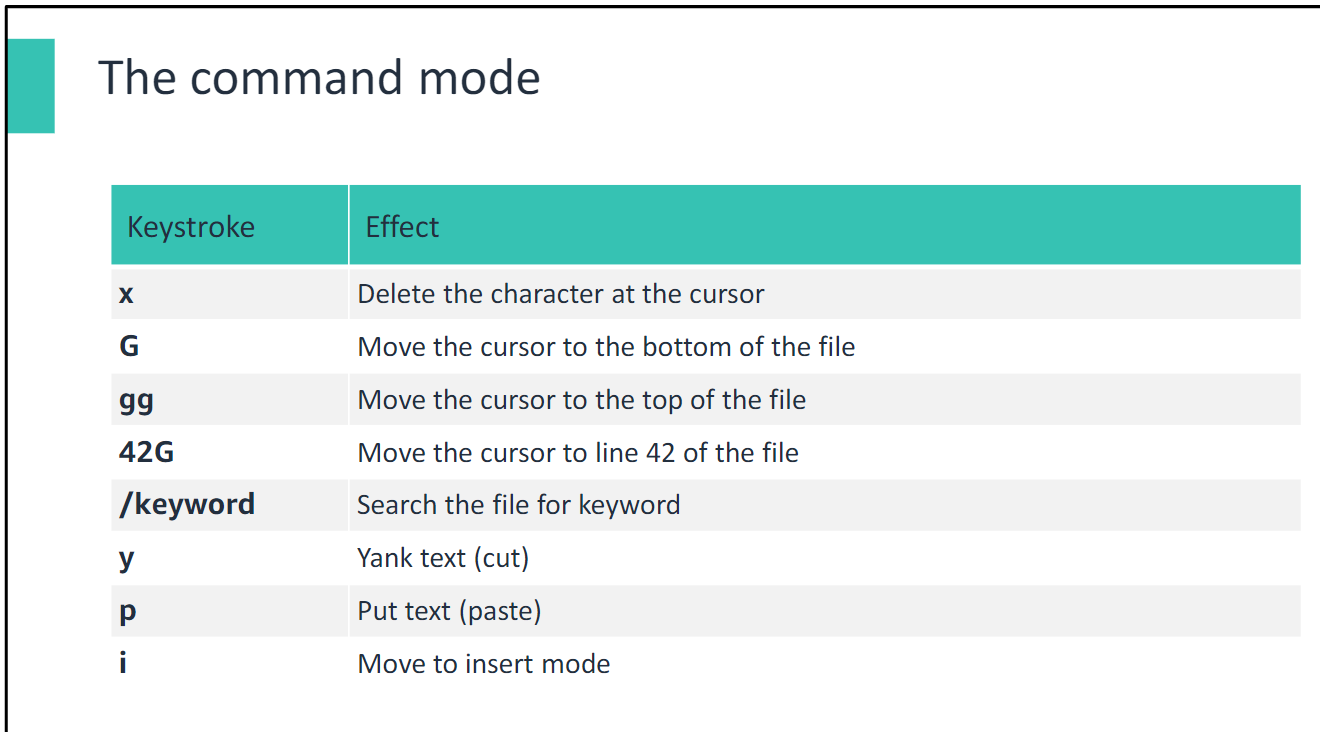 The command mode
Keystroke Effect
x Delete the character at the cursor
G Move the cursor to the bottom of the file
gg Move the cursor to the top of the file
42G Move the cursor to line 42 of the file
/keyword Search the file for keyword
y Yank text (cut)
p Put text (paste)
i Move to insert mode